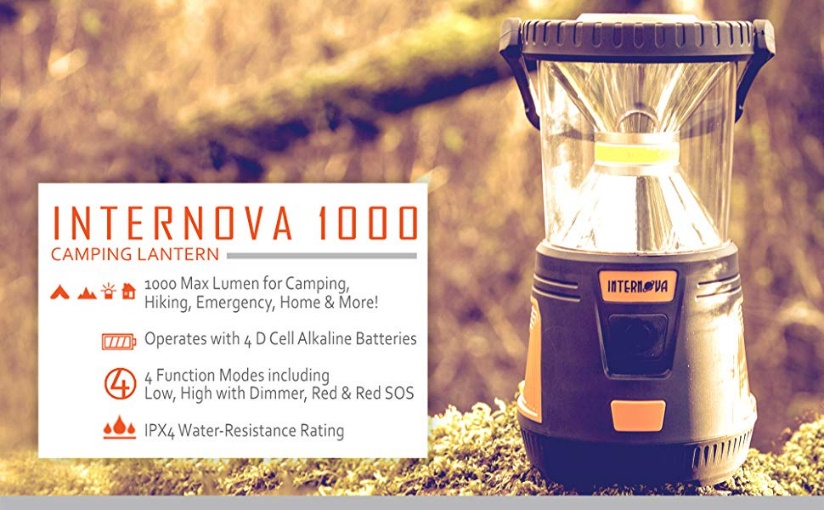 INTERNOVA 1000
CAMPING LANTERN
1000 Max Lumen for Camping,
Hiking, Emergency, Home & More!
Operates with 4 D Cell Alkaline Batteries
4
4 Function Modes including
Low, High with Dimmer, Red & Red SOS
IPX4 Water-Resistance Rating
INTERNOVA